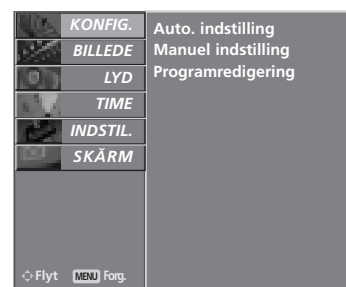 KONFIG.
BILLEDE
LYD
TIME
INDSTIL.
SKĂRM
Auto. indstilling
Manuel indstilling
Programredigering
Flyt MENU Forg.